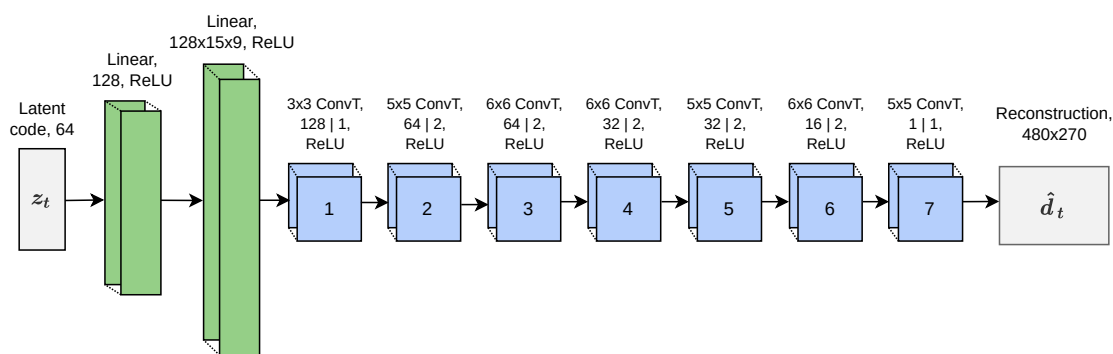 Latent
code, 64
z_t
Linear,
128, ReLU
Linear,
128x15x9, ReLU
3x3 ConvT,
128 | 1,
ReLU
1
5x5 ConvT,
64 | 2,
ReLU
2
6x6 ConvT,
64 | 2,
ReLU
3
6x6 ConvT,
32 | 2,
ReLU
4
5x5 ConvT,
32 | 2,
ReLU
5
6x6 ConvT,
16 | 2,
ReLU
6
5x5 ConvT,
1 | 1,
ReLU
7
Reconstruction,
480x270
d̂_t